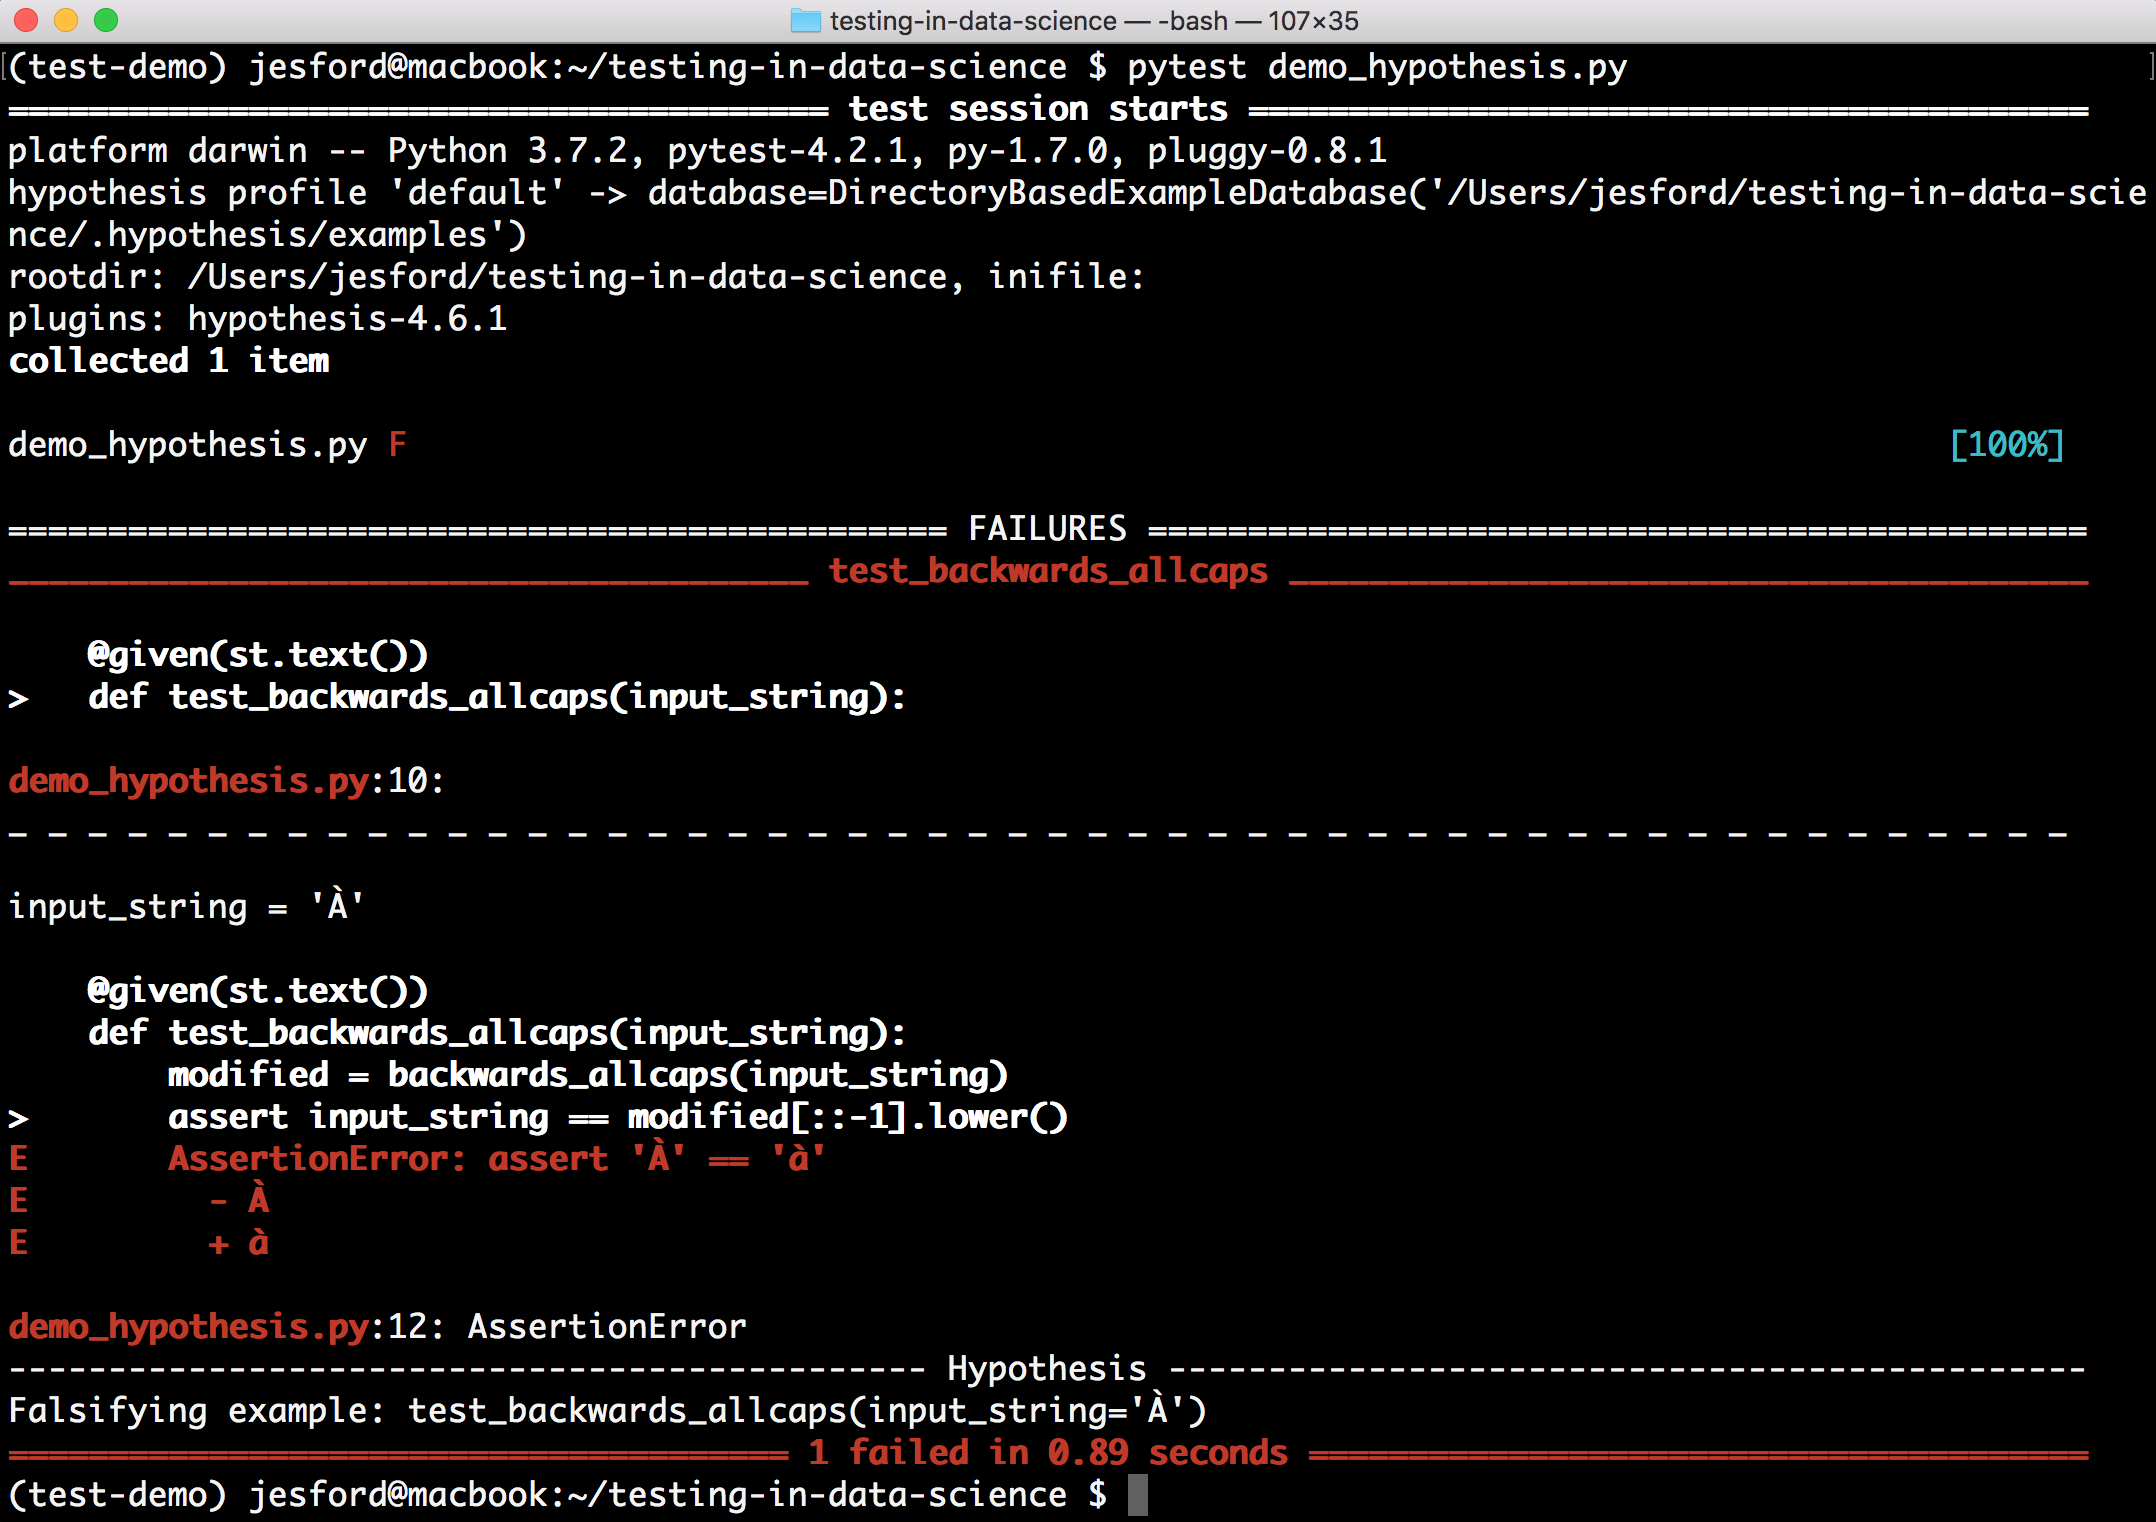 testing-in-data-science — -bash — 107×35
(test-demo) jesford@macbook:~/testing-in-data-science $ pytest demo_hypothesis.py
========================================= test session starts ==========================================
platform darwin -- Python 3.7.2, pytest-4.2.1, py-1.7.0, pluggy-0.8.1
hypothesis profile 'default' -> database=DirectoryBasedExampleDatabase('/Users/jesford/testing-in-data-scie
nce/.hypothesis/examples')
rootdir: /Users/jesford/testing-in-data-science, inifile:
plugins: hypothesis-4.6.1
collected 1 item
demo_hypothesis.py F [100%]
=============================================== FAILURES ===============================================
________________________________________ test_backwards_allcaps ________________________________________
@given(st.text())
> def test_backwards_allcaps(input_string):
demo_hypothesis.py:10:
_ _ _ _ _ _ _ _ _ _ _ _ _ _ _ _ _ _ _ _ _ _ _ _ _ _ _ _ _ _ _ _ _ _ _ _ _ _ _ _ _ _ _ _ _ _ _ _ _ _ _ _
input_string = 'À'
@given(st.text())
def test_backwards_allcaps(input_string):
modified = backwards_allcaps(input_string)
> assert input_string == modified[::-1].lower()
E AssertionError: assert 'À' == 'à'
E - À
E + à
demo_hypothesis.py:12: AssertionError
---------------------------------------------- Hypothesis ----------------------------------------------
Falsifying example: test_backwards_allcaps(input_string='À')
======================================= 1 failed in 0.89 seconds =======================================
(test-demo) jesford@macbook:~/testing-in-data-science $